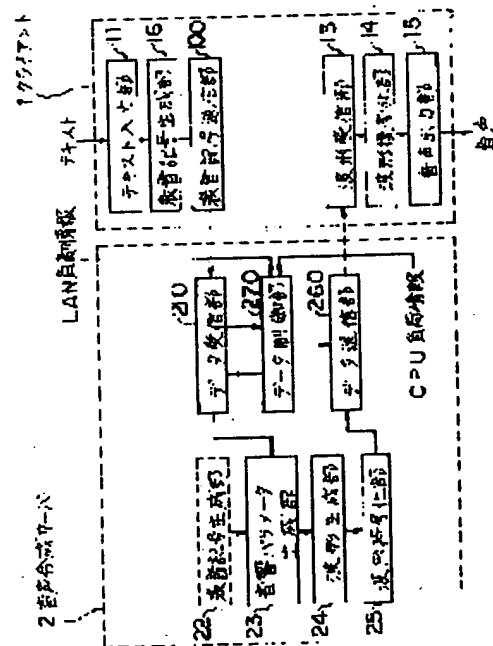 1 クライアント
テキスト
テキスト入力部
11
発音記号生成部
16
発音記号送信部
100
波形受信部
13
波形復号化部
14
音声出力部
15
音声
LAN負荷情報
データ受信部
210
データ制御部
270
データ送信部
260
CPU負荷情報
2 音声合成サーバ
22
発音記号生成部
23
音響パラメータ
生成部
24
波形生成部
25
波形符号化部